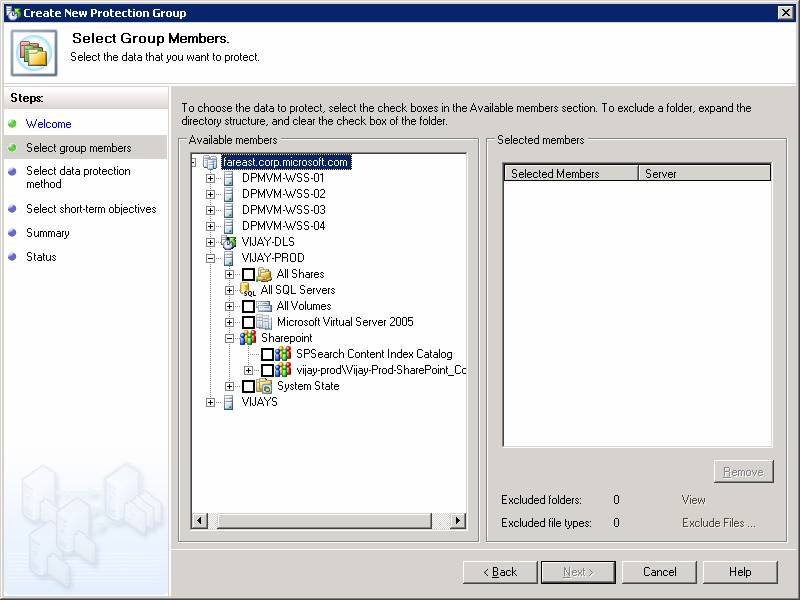 Create New Protection Group
Select Group Members.
Select the data that you want to protect.
Steps:
Welcome
Select group members
Select data protection
method
Select short-term objectives
Summary
Status
To choose the data to protect, select the check boxes in the Available members section. To exclude a folder, expand the
directory structure, and clear the check box of the folder.
Available members
fareast.corp.microsoft.com
DPMVM-WSS-01
DPMVM-WSS-02
DPMVM-WSS-03
DPMVM-WSS-04
VIJAY-DLS
VIJAY-PROD
All Shares
SQL
All SQL Servers
All Volumes
Microsoft Virtual Server 2005
Sharepoint
SPSearch Content Index Catalog
vijay-prod\Vijay-Prod-SharePoint_Co
System State
VIJAYS
Selected members
Selected Members Server
Remove
Excluded folders: 0 View
Excluded file types: 0 Exclude Files ...
< Back Next > Cancel Help